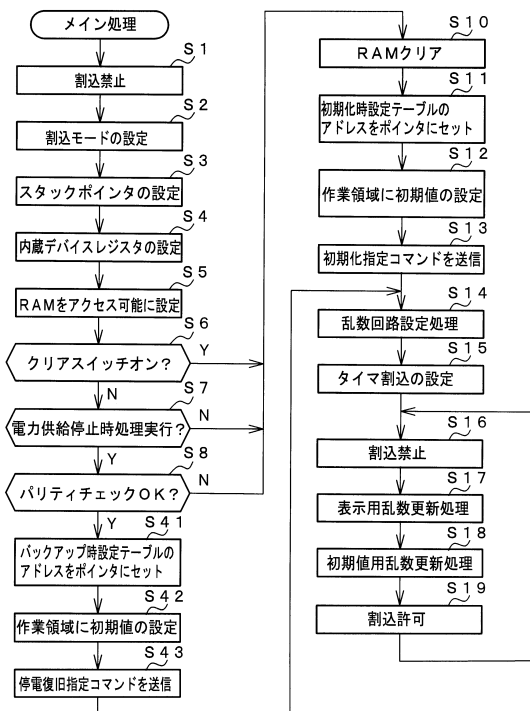 メイン処理
S1
割込禁止
S2
割込モードの設定
S3
スタックポインタの設定
S4
内蔵デバイスレジスタの設定
S5
RAMをアクセス可能に設定
S6
クリアスイッチオン?
Y
N
S7
電力供給停止時処理実行?
N
Y
S8
パリティチェックOK?
N
Y
S41
バックアップ時設定テーブルの
アドレスをポインタにセット
S42
作業領域に初期値の設定
S43
停電復旧指定コマンドを送信
S10
RAMクリア
S11
初期化時設定テーブルの
アドレスをポインタにセット
S12
作業領域に初期値の設定
S13
初期化指定コマンドを送信
S14
乱数回路設定処理
S15
タイマ割込の設定
S16
割込禁止
S17
表示用乱数更新処理
S18
初期値用乱数更新処理
S19
割込許可